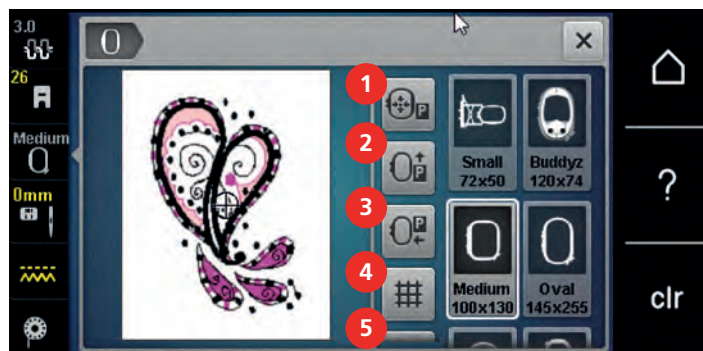 3.0
26
Medium
0mm
1
P
2
P
3
P
4
5
Small
72x50
Buddyz
120x74
Medium
100x130
Oval
145x255
?
clr